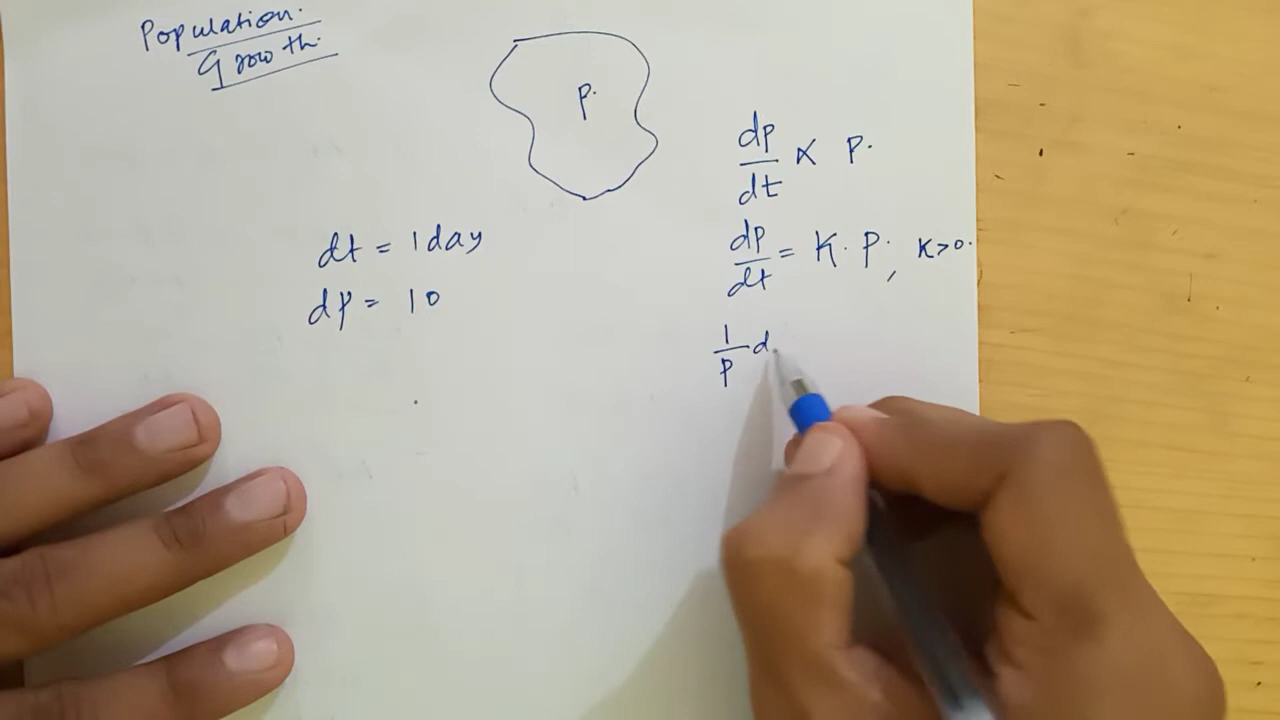 Population.
Growth.
P.
dp/dt ∝ P.
dt = 1 day
dp/dt = K. P. , K>0.
dp = 10
1/P d